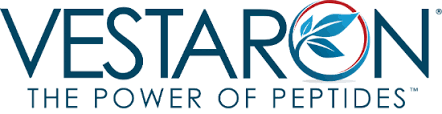 VESTARON®
THE POWER OF PEPTIDES™